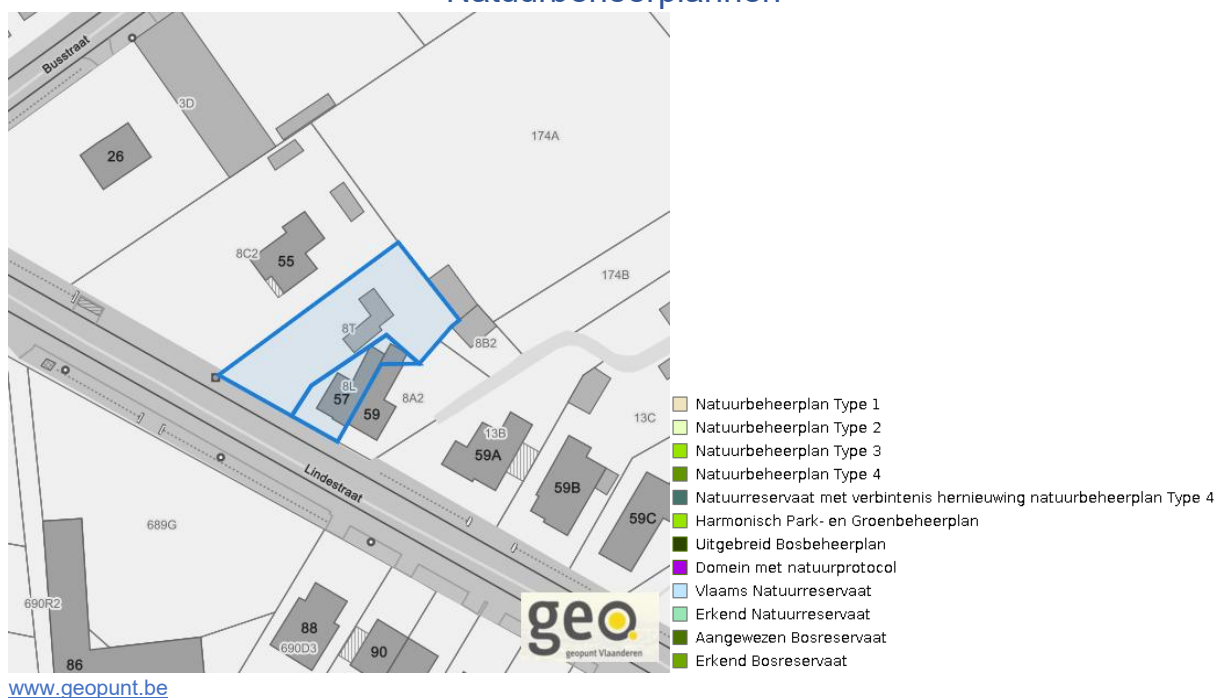 Natuurbeheerplannen
Busstraat
3D
26
174A
8C2
55
174B
8T
8B2
8L
57
59
8A2
13B
59A
13C
59B
59C
Lindestraat
689G
690R2
88
690D3
90
86
geo
geopunt Vlaanderen
Natuurbeheerplan Type 1
Natuurbeheerplan Type 2
Natuurbeheerplan Type 3
Natuurbeheerplan Type 4
Natuurreservaat met verbintenis hernieuwing natuurbeheerplan Type 4
Harmonisch Park- en Groenbeheerplan
Uitgebreid Bosbeheerplan
Domein met natuurprotocol
Vlaams Natuurreservaat
Erkend Natuurreservaat
Aangewezen Bosreservaat
Erkend Bosreservaat
www.geopunt.be